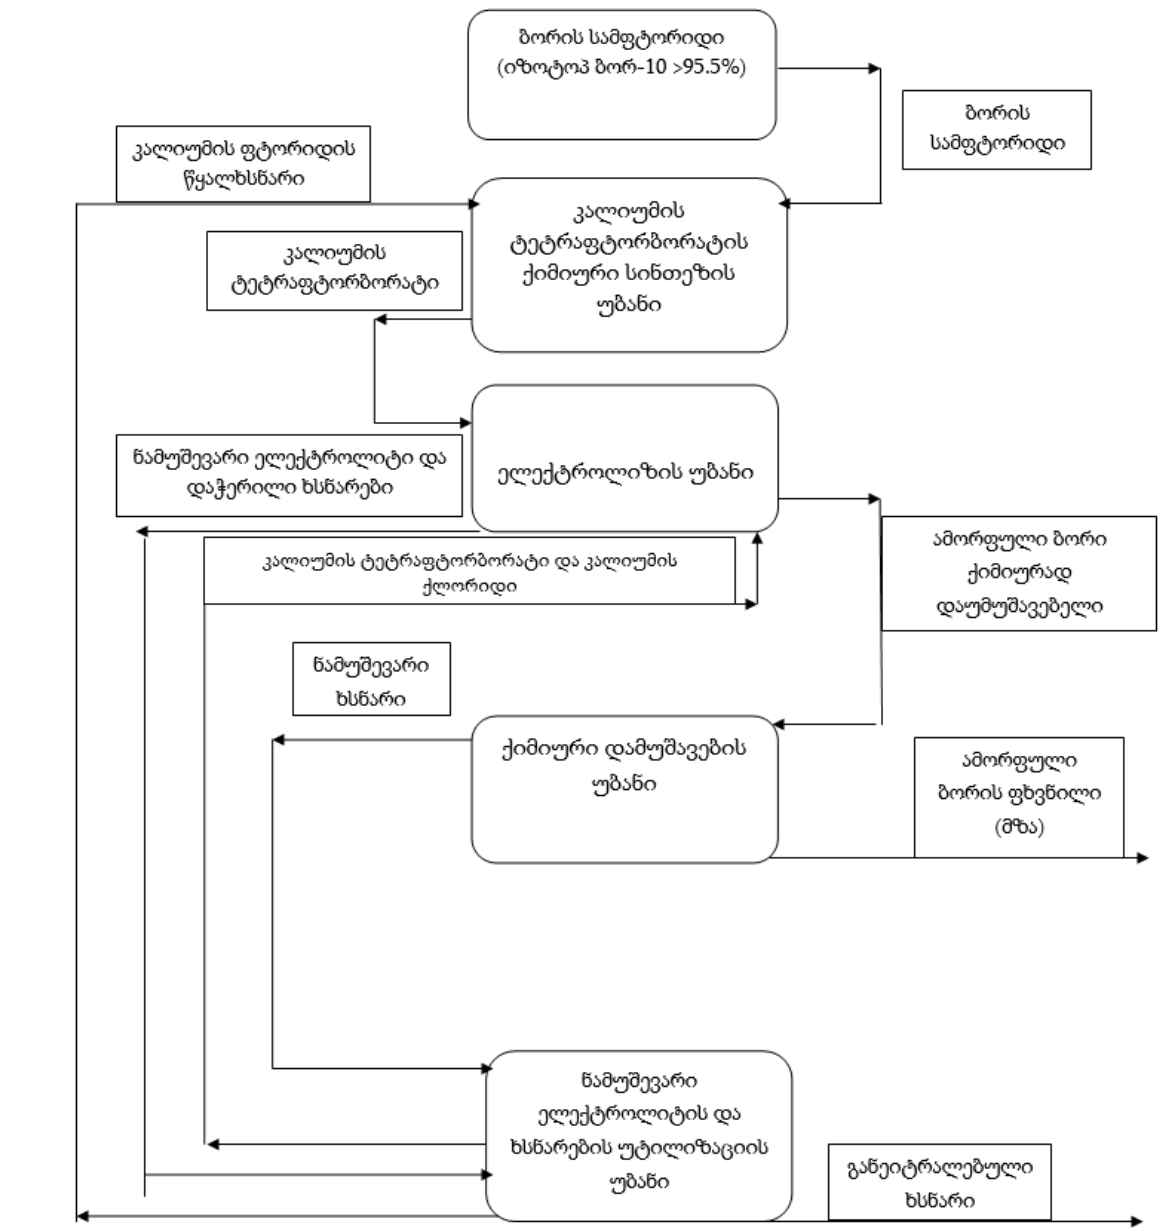 ბორის სამფტორიდი
(იზოტოპ ბორ-10 >95.5%)
ბორის
სამფტორიდი
კალიუმის ფტორიდის
წყალხსნარი
კალიუმის
ტეტრაფტორბორატის
ქიმიური სინთეზის
უბანი
კალიუმის
ტეტრაფტორბორატი
ელექტროლიზის უბანი
ნამუშევარი ელექტროლიტი და
დაჭერილი ხსნარები
ამორფული ბორი
ქიმიურად
დაუმუშავებელი
კალიუმის ტეტრაფტორბორატი და კალიუმის
ქლორიდი
ნამუშევარი
ხსნარი
ქიმიური დამუშავების
უბანი
ამორფული
ბორის ფხვნილი
(მზა)
ნამუშევარი
ელექტროლიტის და
ხსნარების უტილიზაციის
უბანი
განეიტრალებული
ხსნარი